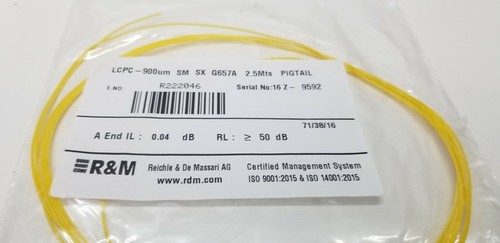 LCPC-900um SM SX G657A 2.5Mts PIGTAIL
E.NO: R222046 Serial No:16 Z- 9592
71/38/16
A End IL : 0.04 dB RL : ≥ 50 dB
R&M Reichle & De Massari AG Certified Management System
www.rdm.com ISO 9001:2015 & ISO 14001:2015